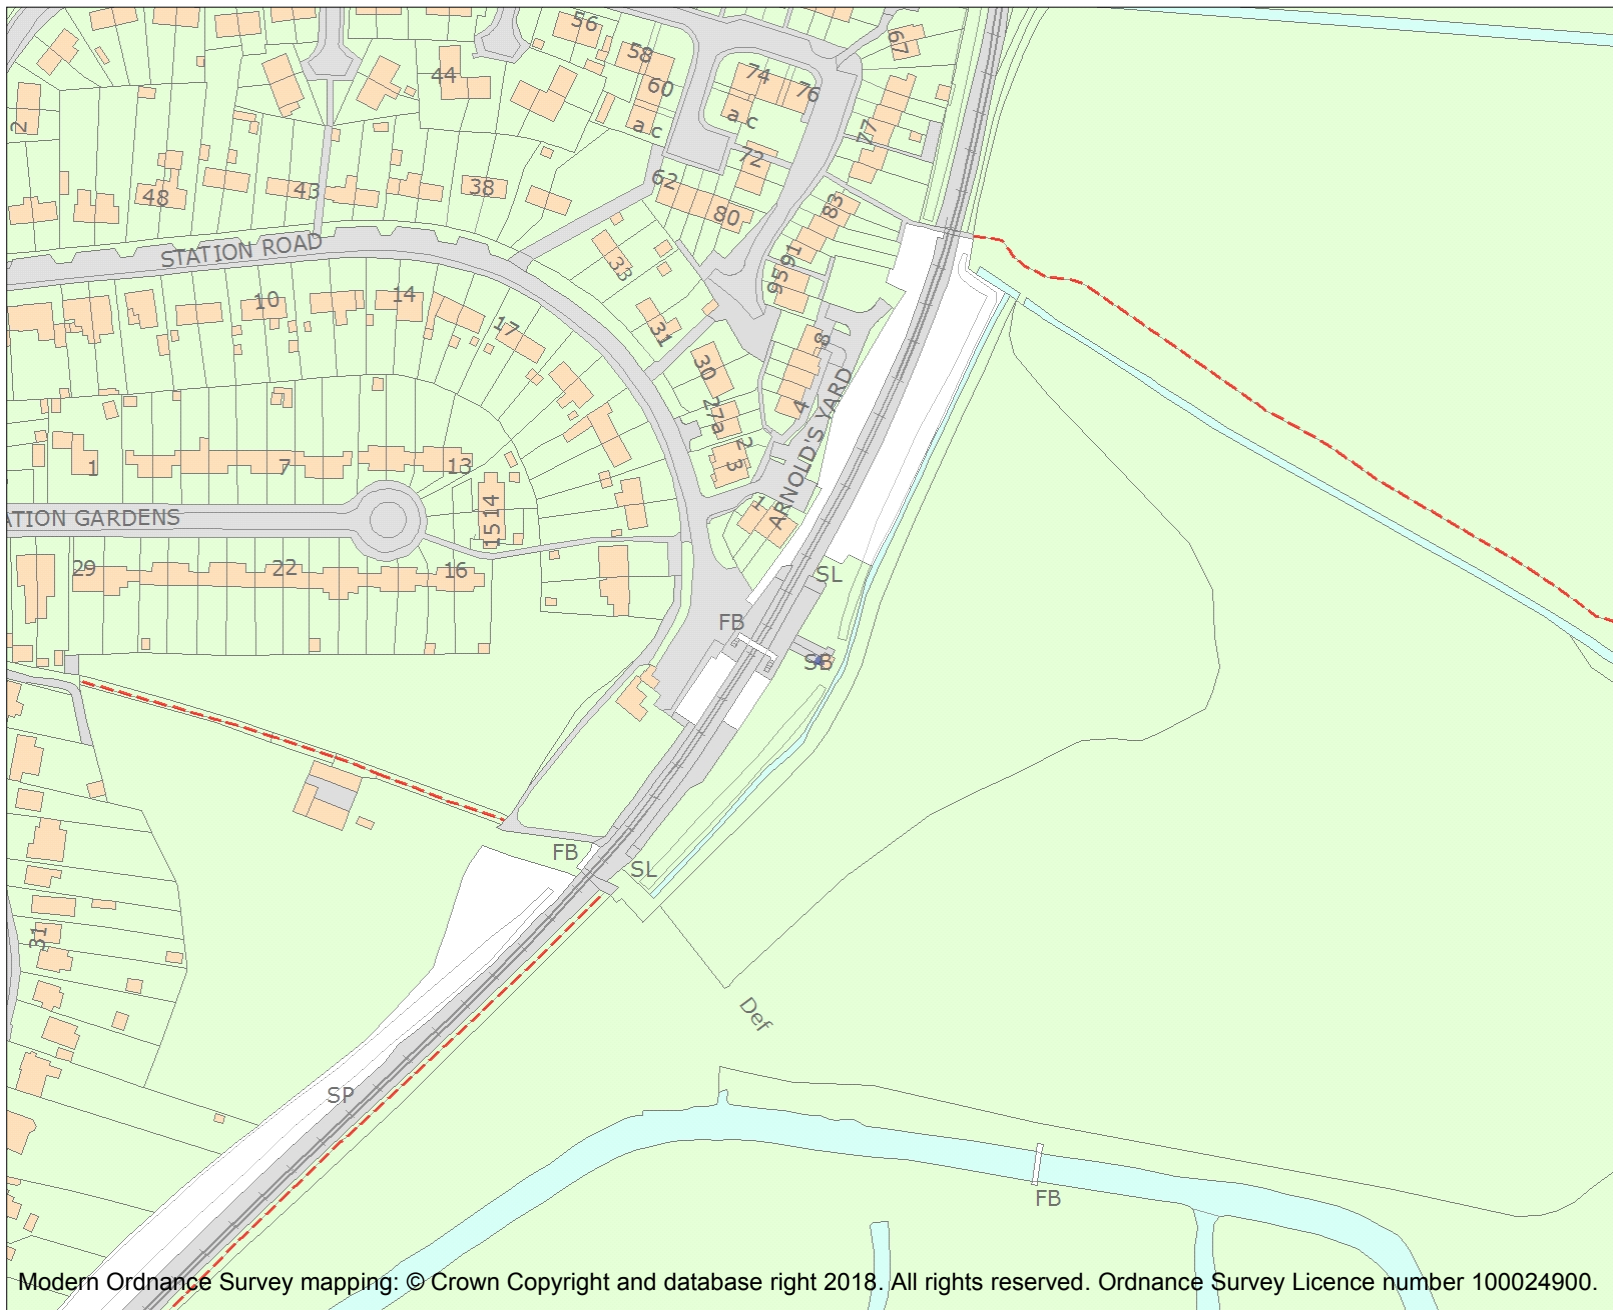 56
58
67
44
60
74
76
a c
a c
2
77
72
48
43
38
62
80
83
STATION ROAD
33
91
95
10
14
17
31
8
30
4
27a
ARNOLD'S YARD
2
3
1
7
13
14
15
1
ATION GARDENS
29
22
16
SL
FB
SB
FB
SL
31
Def
SP
FB
Modern Ordnance Survey mapping: © Crown Copyright and database right 2018. All rights reserved. Ordnance Survey Licence number 100024900.